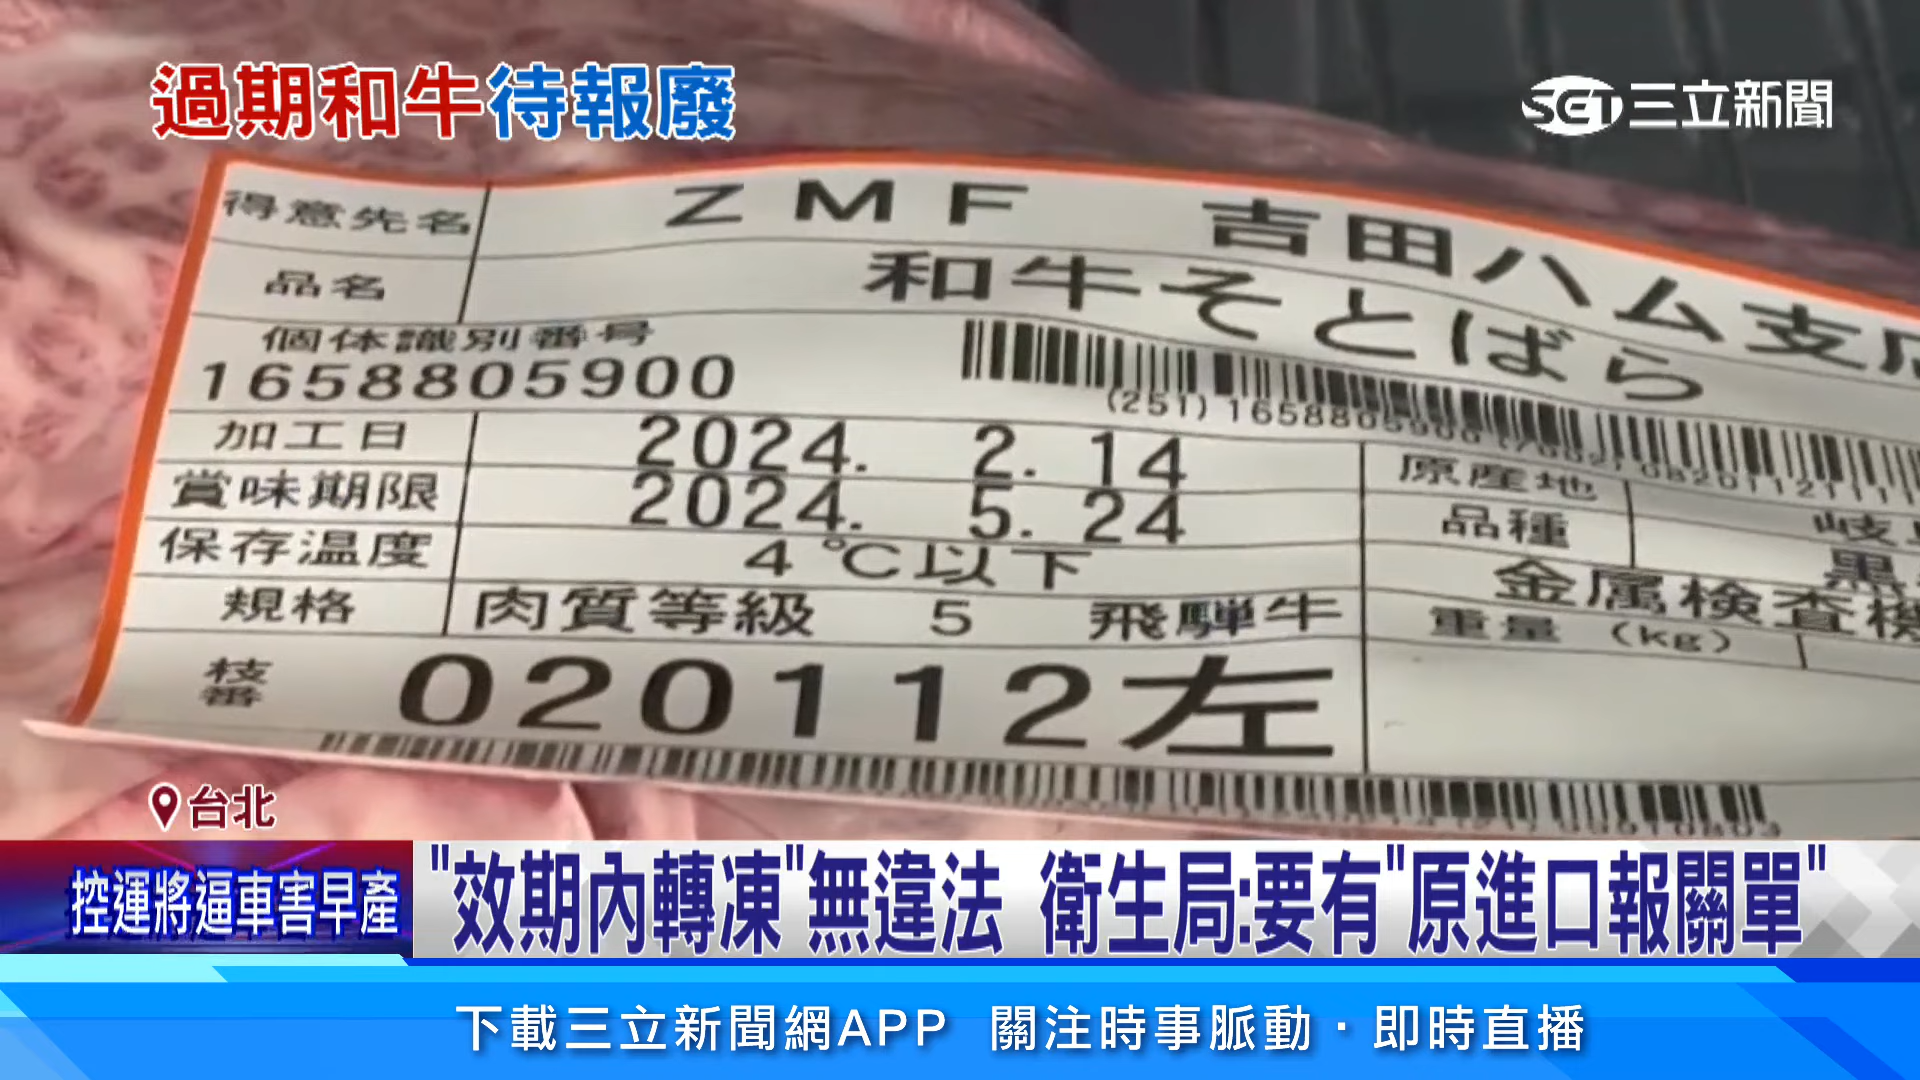 過期和牛待報廢
SET三立新聞
得意先名 ZMF 吉田ハム支店
品名 和牛そとばら
個体識別番号
1658805900
加工日 2024. 2. 14 原産地
賞味期限 2024. 5. 24 品種
保存温度 4℃以下 金属検査機
規格 肉質等級 5 飛騨牛 重量 (kg)
枝番 020112左
台北
控運將逼車害早產
"效期內轉凍"無違法 衛生局:要有"原進口報關單"
下載三立新聞網APP 關注時事脈動·即時直播